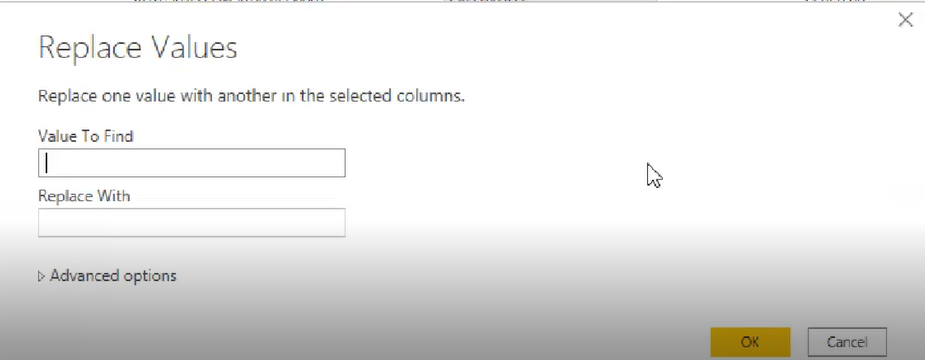 Replace Values
Replace one value with another in the selected columns.
Value To Find
Replace With
Advanced options
OK
Cancel